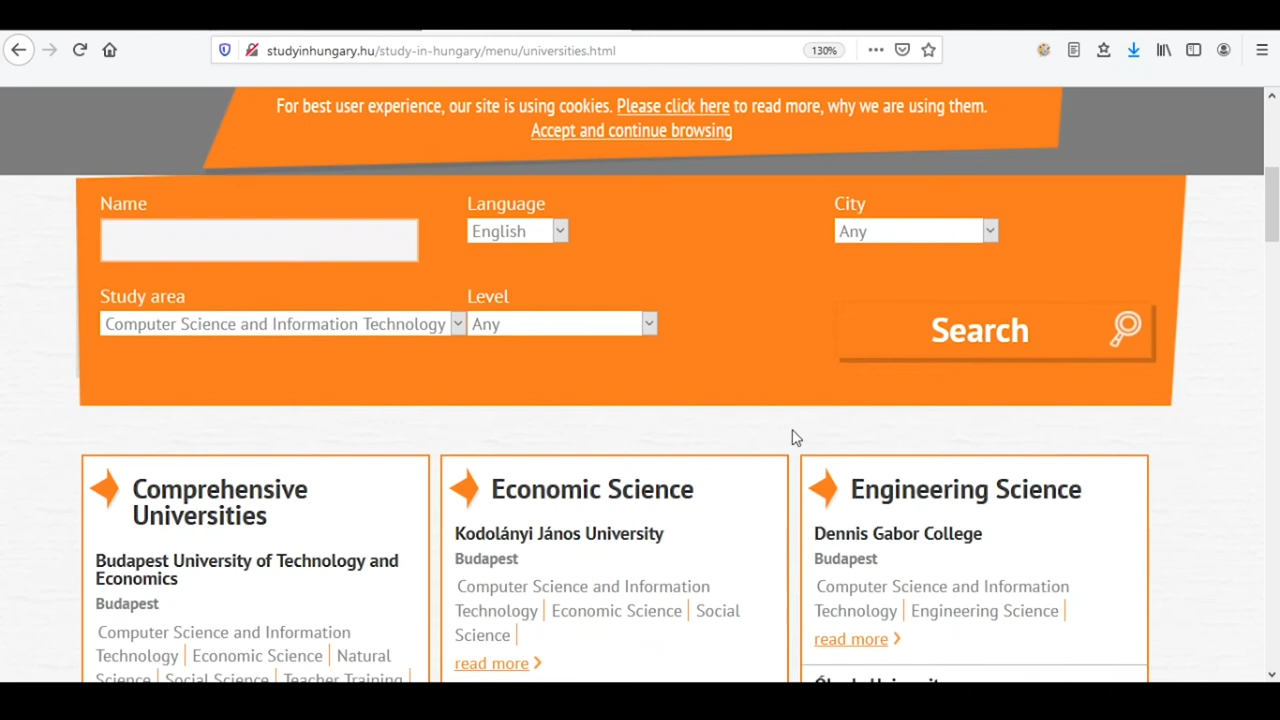 studyinhungary.hu/study-in-hungary/menu/universities.html
130%
For best user experience, our site is using cookies. Please click here to read more, why we are using them.
Accept and continue browsing
Name
Language
City
English
Any
Study area
Level
Computer Science and Information Technology
Any
Search
Comprehensive
Universities
Budapest University of Technology and
Economics
Budapest
Computer Science and Information
Technology | Economic Science | Natural
Science | Social Science | Teacher Training |
Economic Science
Kodolányi János University
Budapest
Computer Science and Information
Technology | Economic Science | Social
Science |
read more
Engineering Science
Dennis Gabor College
Budapest
Computer Science and Information
Technology | Engineering Science |
read more